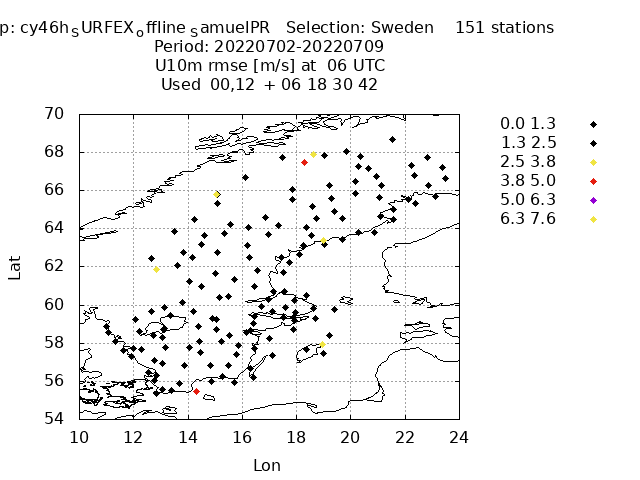 p: cy46h_SURFEX_offline_SamuelPR   Selection: Sweden    151 stations
Period: 20220702-20220709
U10m rmse [m/s] at  06 UTC
Used  00,12  + 06 18 30 42
70
68
66
64
62
60
58
56
54
10 12 14 16 18 20 22 24
Lat
Lon
0.0 1.3
1.3 2.5
2.5 3.8
3.8 5.0
5.0 6.3
6.3 7.6